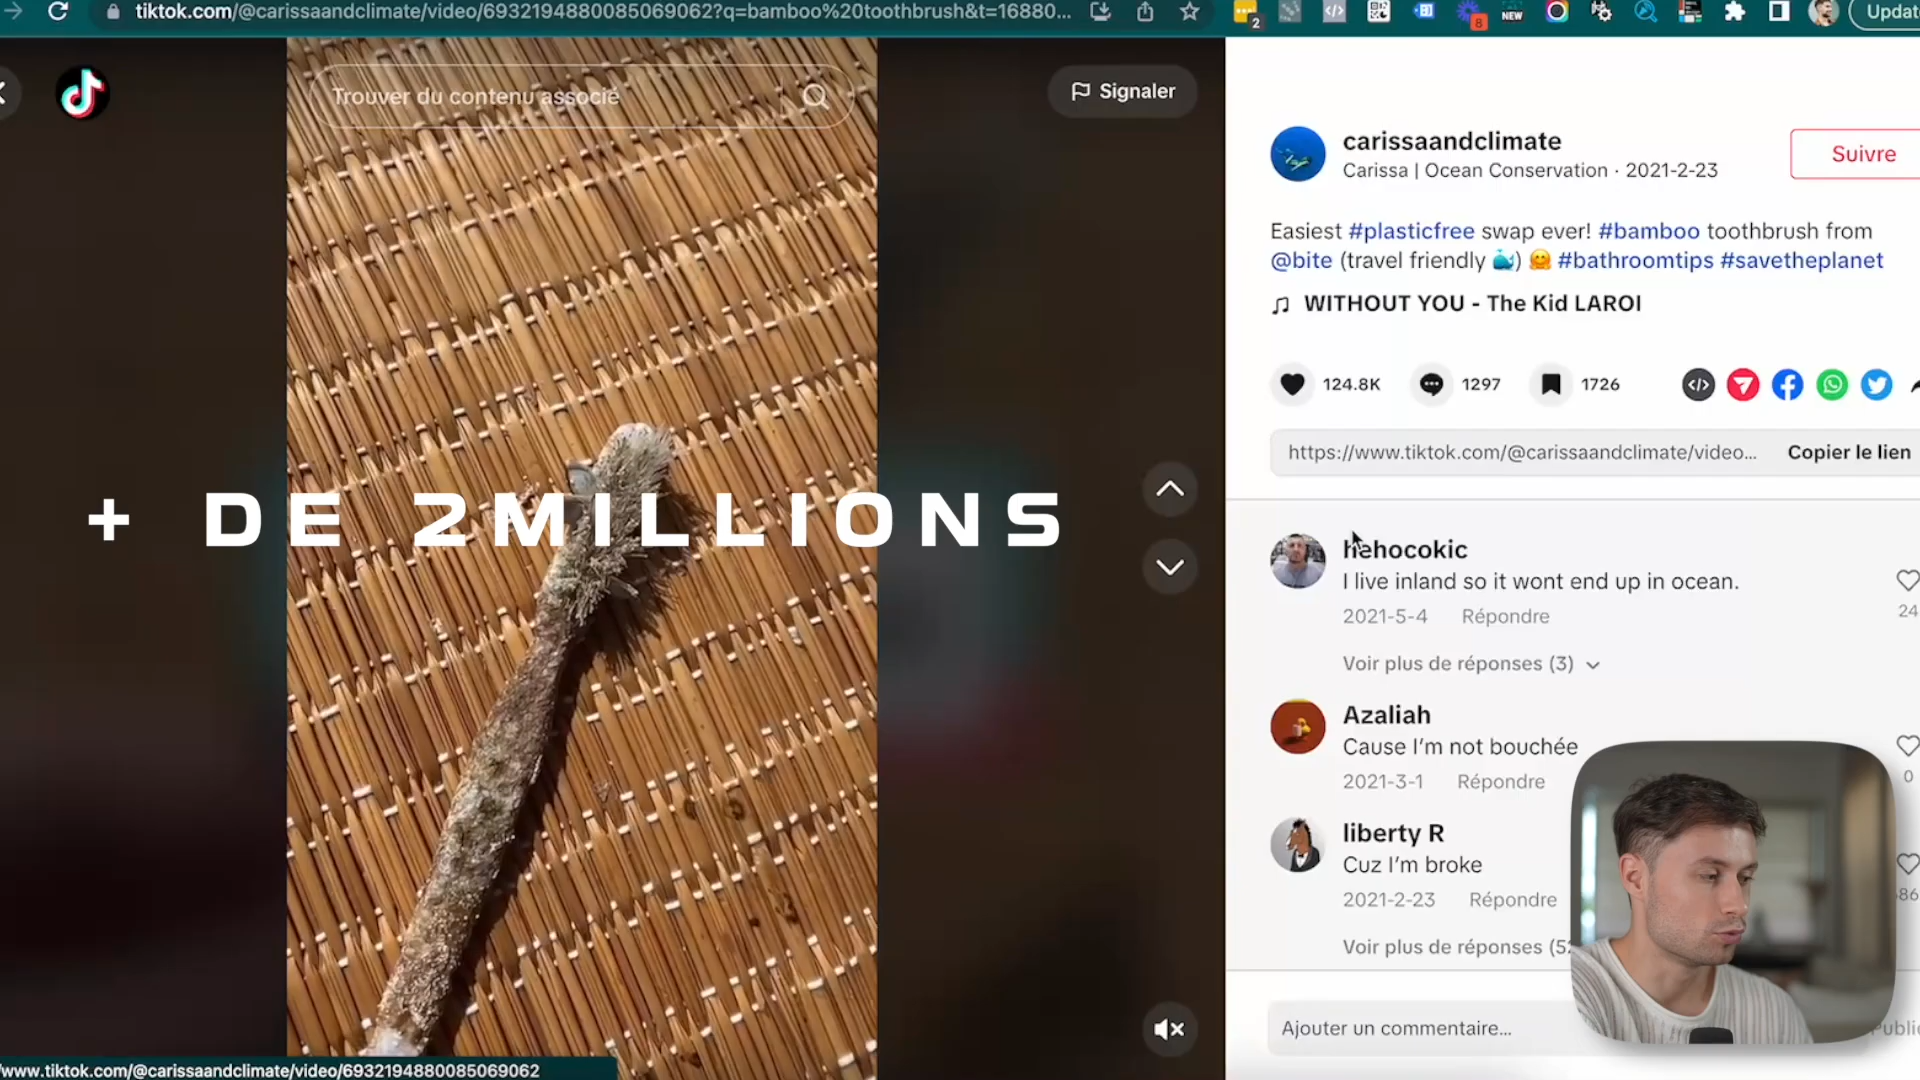 tiktok.com/@carissaandclimate/video/6932194880085069062?q=bamboo%20toothbrush&t=16880...
2
8
NEW
Trouver du contenu associé
Signaler
carissaandclimate
Carissa | Ocean Conservation · 2021-2-23
Suivre
Easiest #plasticfree swap ever! #bamboo toothbrush from
@bite (travel friendly 🐳) 🤗 #bathroomtips #savetheplanet
WITHOUT YOU - The Kid LAROI
124.8K
1297
1726
https://www.tiktok.com/@carissaandclimate/video...
Copier le lien
+ DE 2MILLIONS
hehocokic
I live inland so it wont end up in ocean.
24
2021-5-4 Répondre
Voir plus de réponses (3)
Azaliah
Cause I'm not bouchée
0
2021-3-1 Répondre
liberty R
Cuz I'm broke
2021-2-23 Répondre
Voir plus de réponses
Ajouter un commentaire...
www.tiktok.com/@carissaandclimate/video/6932194880085069062